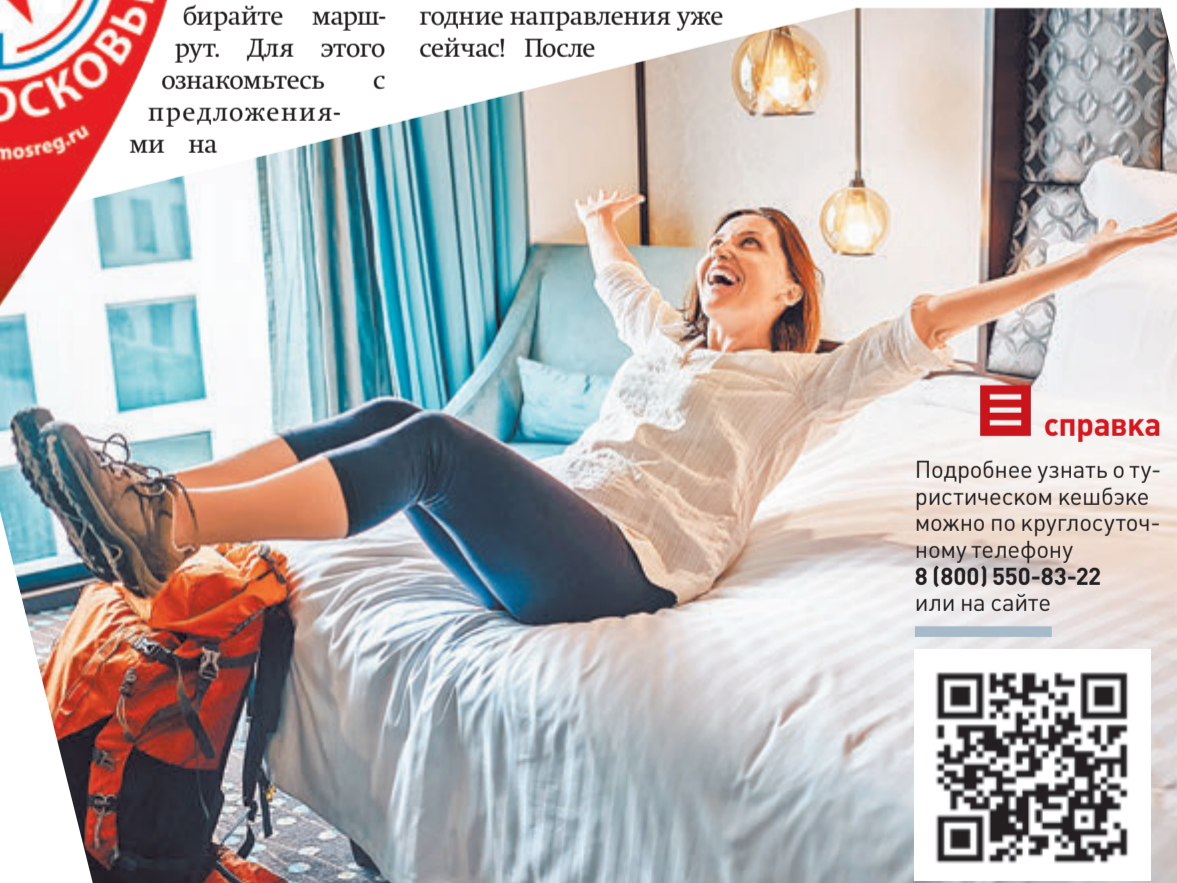 бирайте марш-
рут. Для этого
ознакомьтесь с
предложения-
ми на
годние направления уже
сейчас! После
mosreg.ru
справка
Подробнее узнать о ту-
ристическом кешбэке
можно по круглосуточ-
ному телефону
8 (800) 550-83-22
или на сайте